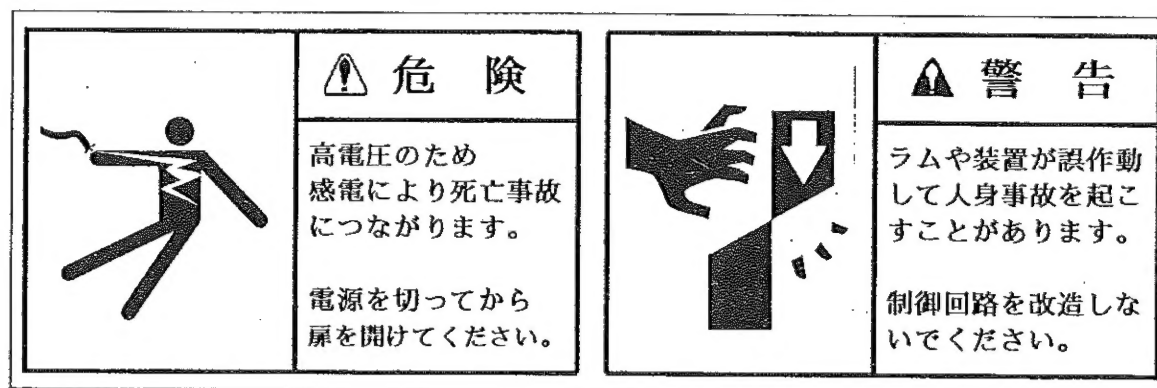 危 険
高電圧のため
感電により死亡事故
につながります。
電源を切ってから
扉を開けてください。
警 告
ラムや装置が誤作動
して人身事故を起こ
すことがあります。
制御回路を改造しな
いでください。